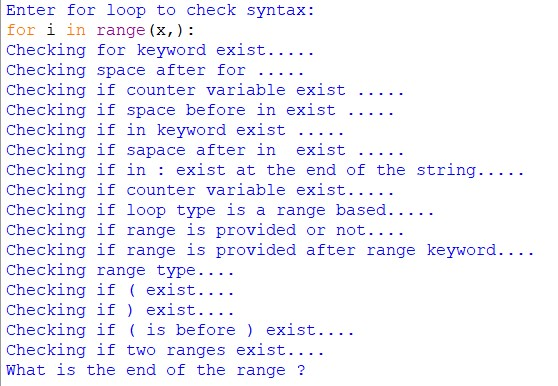 Enter for loop to check syntax:
for i in range(x,):
Checking for keyword exist.....
Checking space after for .....
Checking if counter variable exist .....
Checking if space before in exist .....
Checking if in keyword exist .....
Checking if sapace after in  exist .....
Checking if in : exist at the end of the string.....
Checking if counter variable exist.....
Checking if loop type is a range based.....
Checking if range is provided or not....
Checking if range is provided after range keyword....
Checking range type....
Checking if ( exist....
Checking if ) exist....
Checking if ( is before ) exist....
Checking if two ranges exist....
What is the end of the range ?